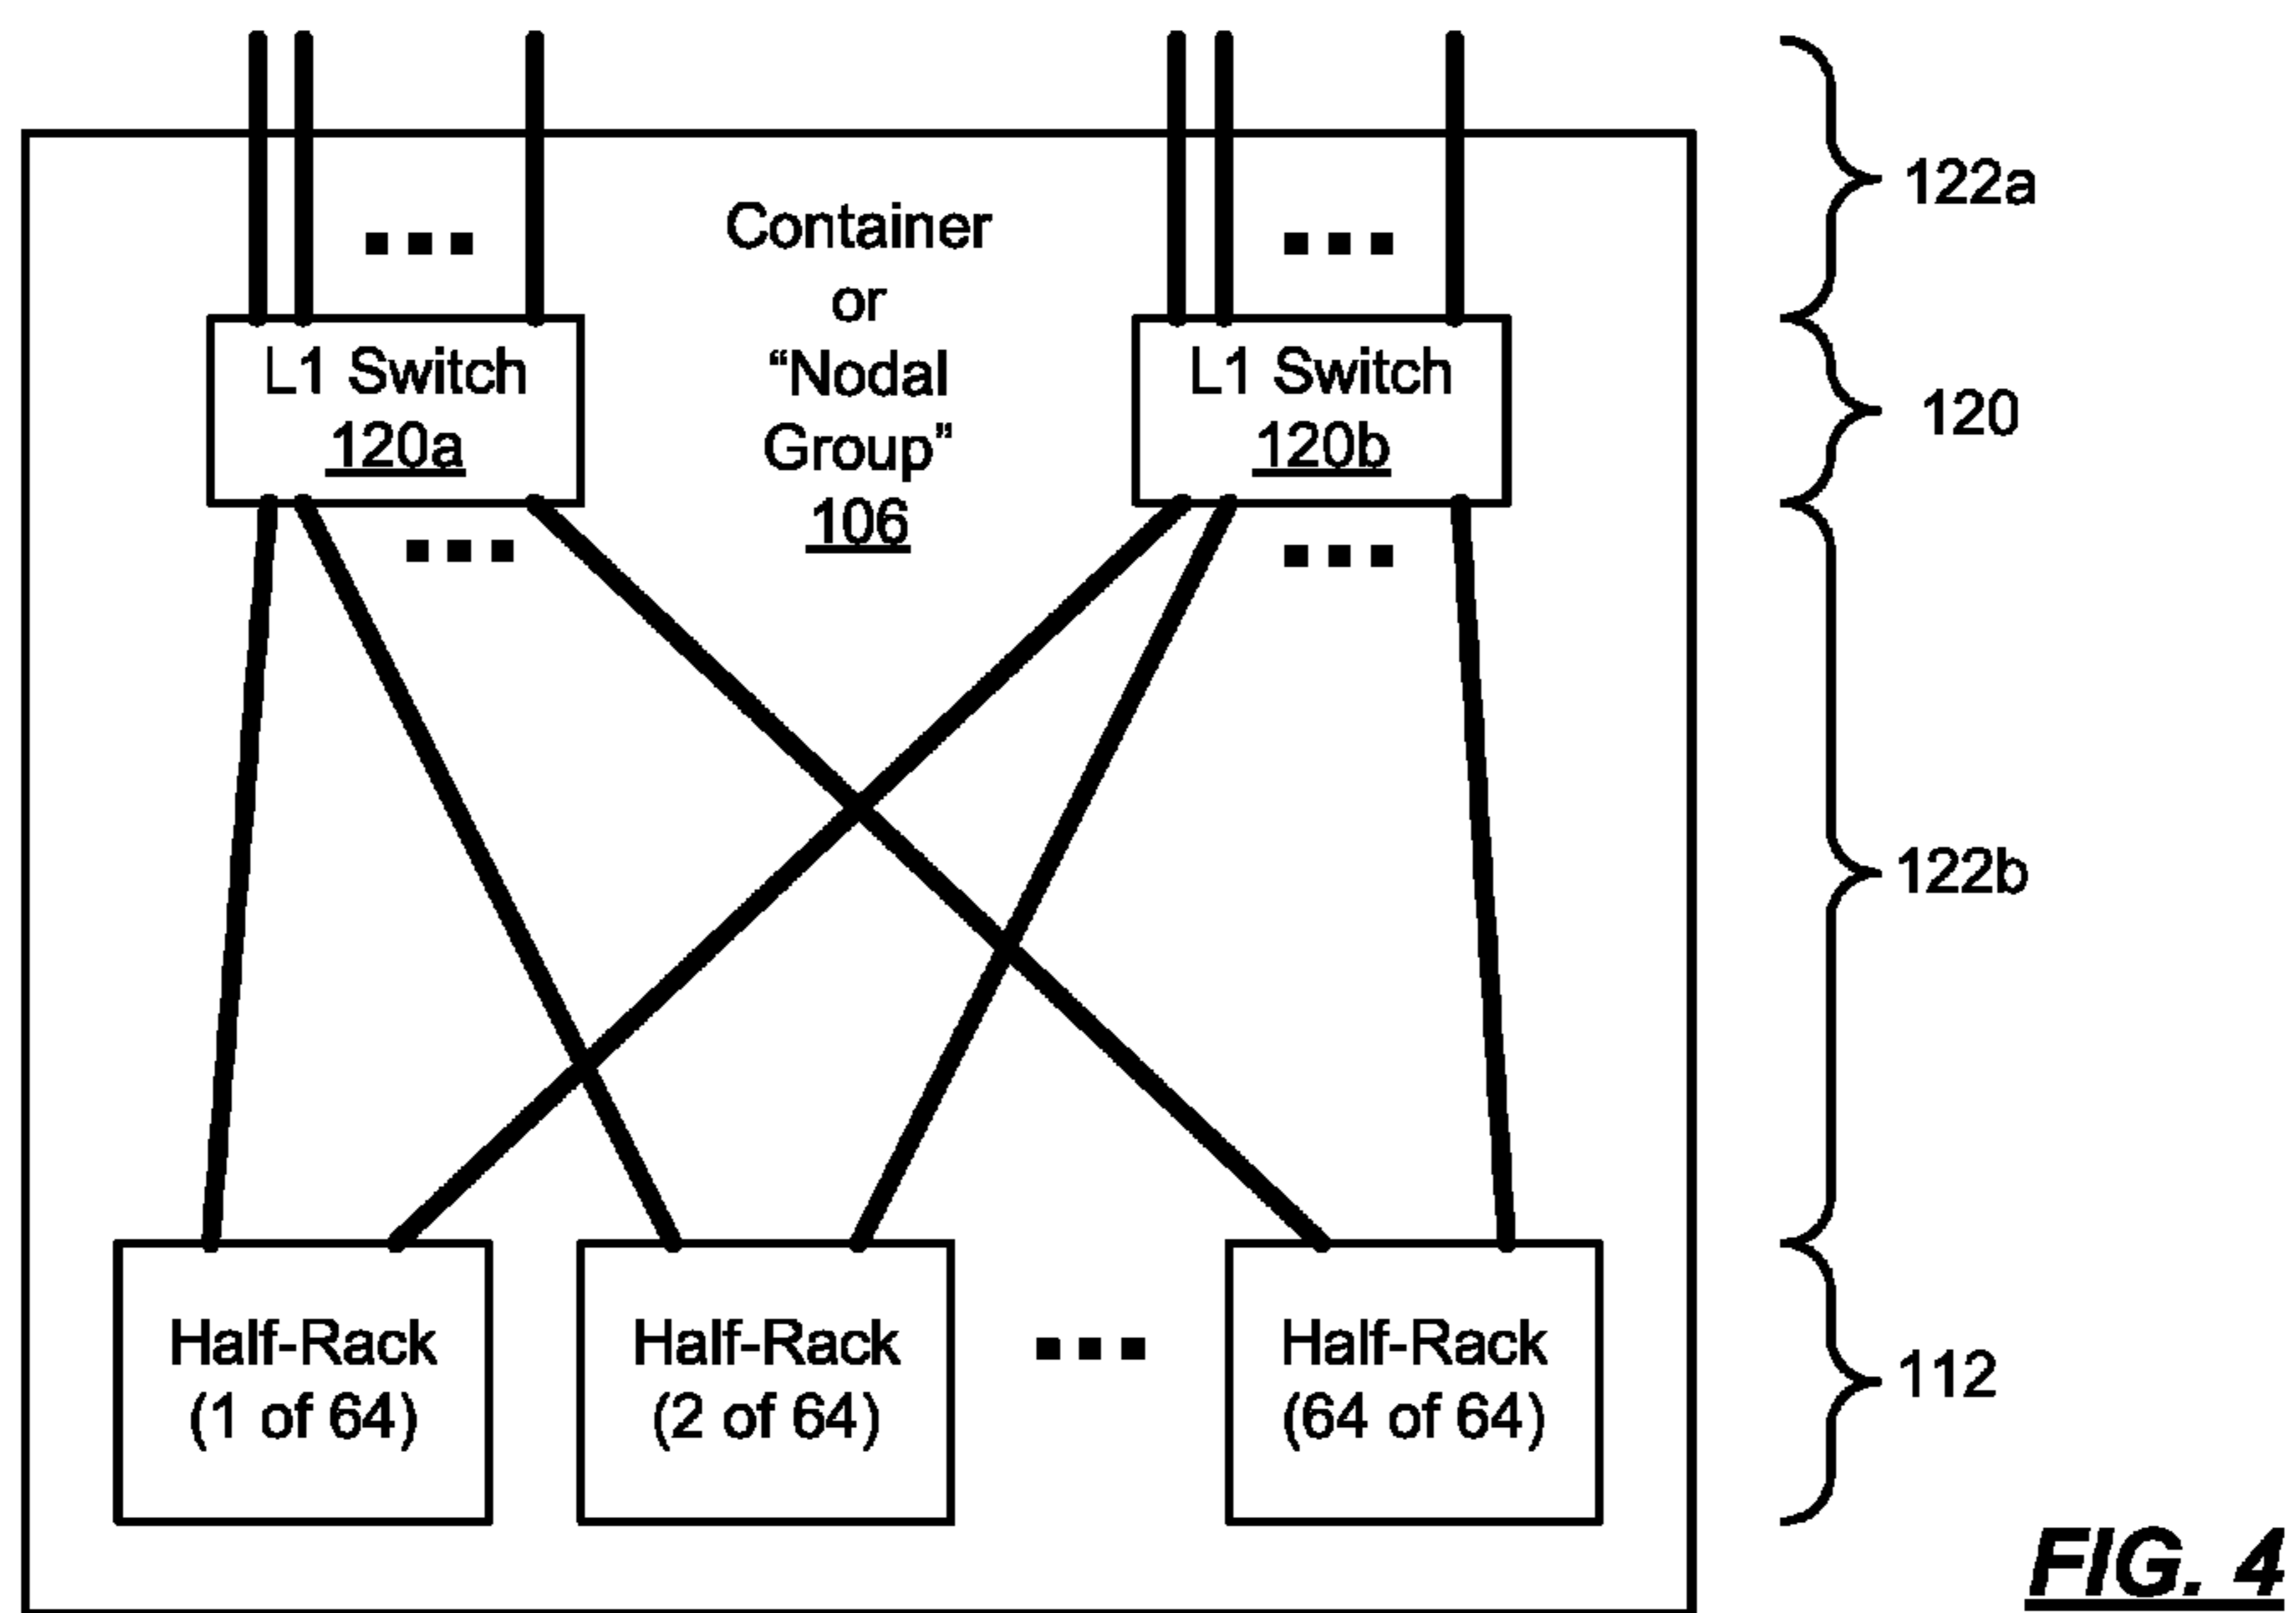 Container
or
“Nodal
Group”
106
L1 Switch
120a
L1 Switch
120b
122a
120
122b
112
Half-Rack
(1 of 64)
Half-Rack
(2 of 64)
Half-Rack
(64 of 64)
FIG. 4